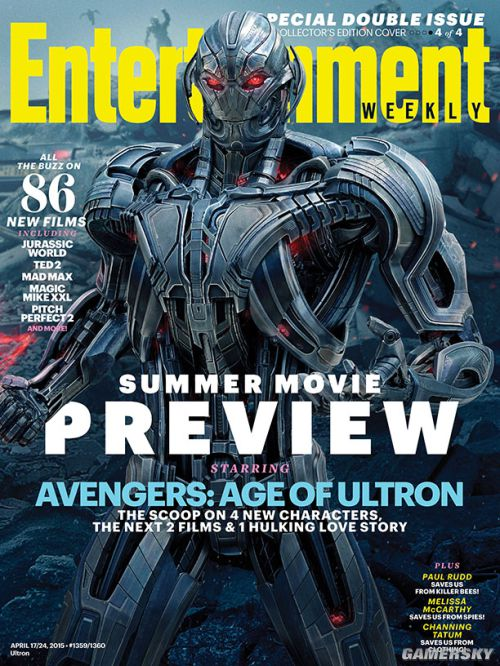 SPECIAL DOUBLE ISSUE
COLLECTOR'S EDITION COVER 4 of 4
Entertainment
WEEKLY
ALL
THE BUZZ ON
86
NEW FILMS
INCLUDING
JURASSIC
WORLD
TED 2
MAD MAX
MAGIC
MIKE XXL
PITCH
PERFECT 2
AND MORE!
SUMMER MOVIE
PREVIEW
STARRING
AVENGERS: AGE OF ULTRON
THE SCOOP ON 4 NEW CHARACTERS,
THE NEXT 2 FILMS & 1 HULKING LOVE STORY
PLUS
PAUL RUDD
SAVES US
FROM KILLER BEES!
MELISSA
McCARTHY
SAVES US FROM SPIES!
CHANNING
TATUM
SAVES US FROM
CLOTHING!
GAMERSKY
APRIL 17/24, 2015 • #1359/1360
Ultron